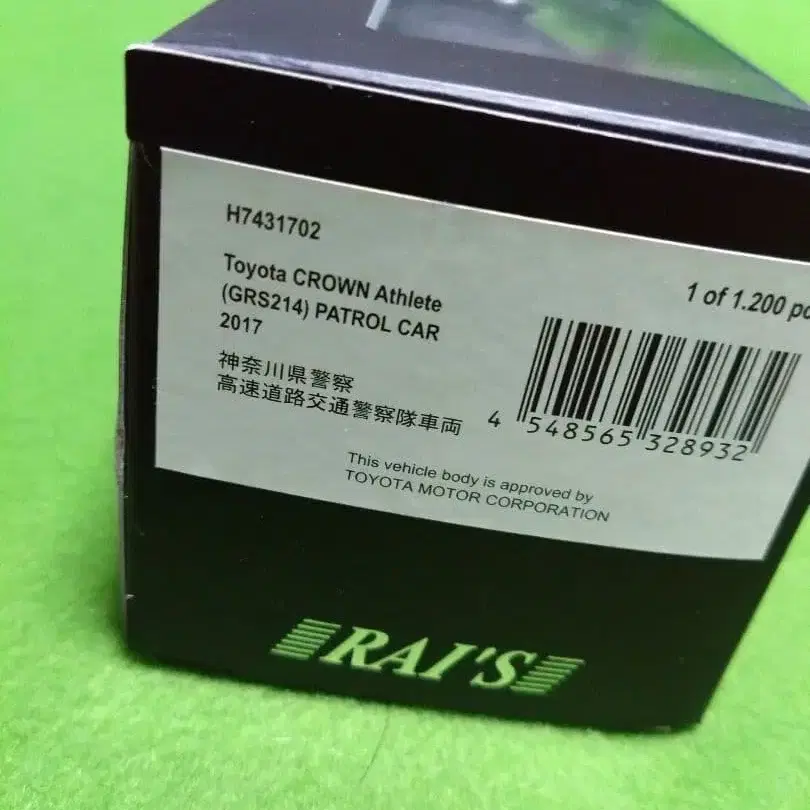 H7431702
Toyota CROWN Athlete
(GRS214) PATROL CAR
2017
1 of 1.200
神奈川県警察
高速道路交通警察隊車両
4 548565 328932
This vehicle body is approved by
TOYOTA MOTOR CORPORATION
RAI'S